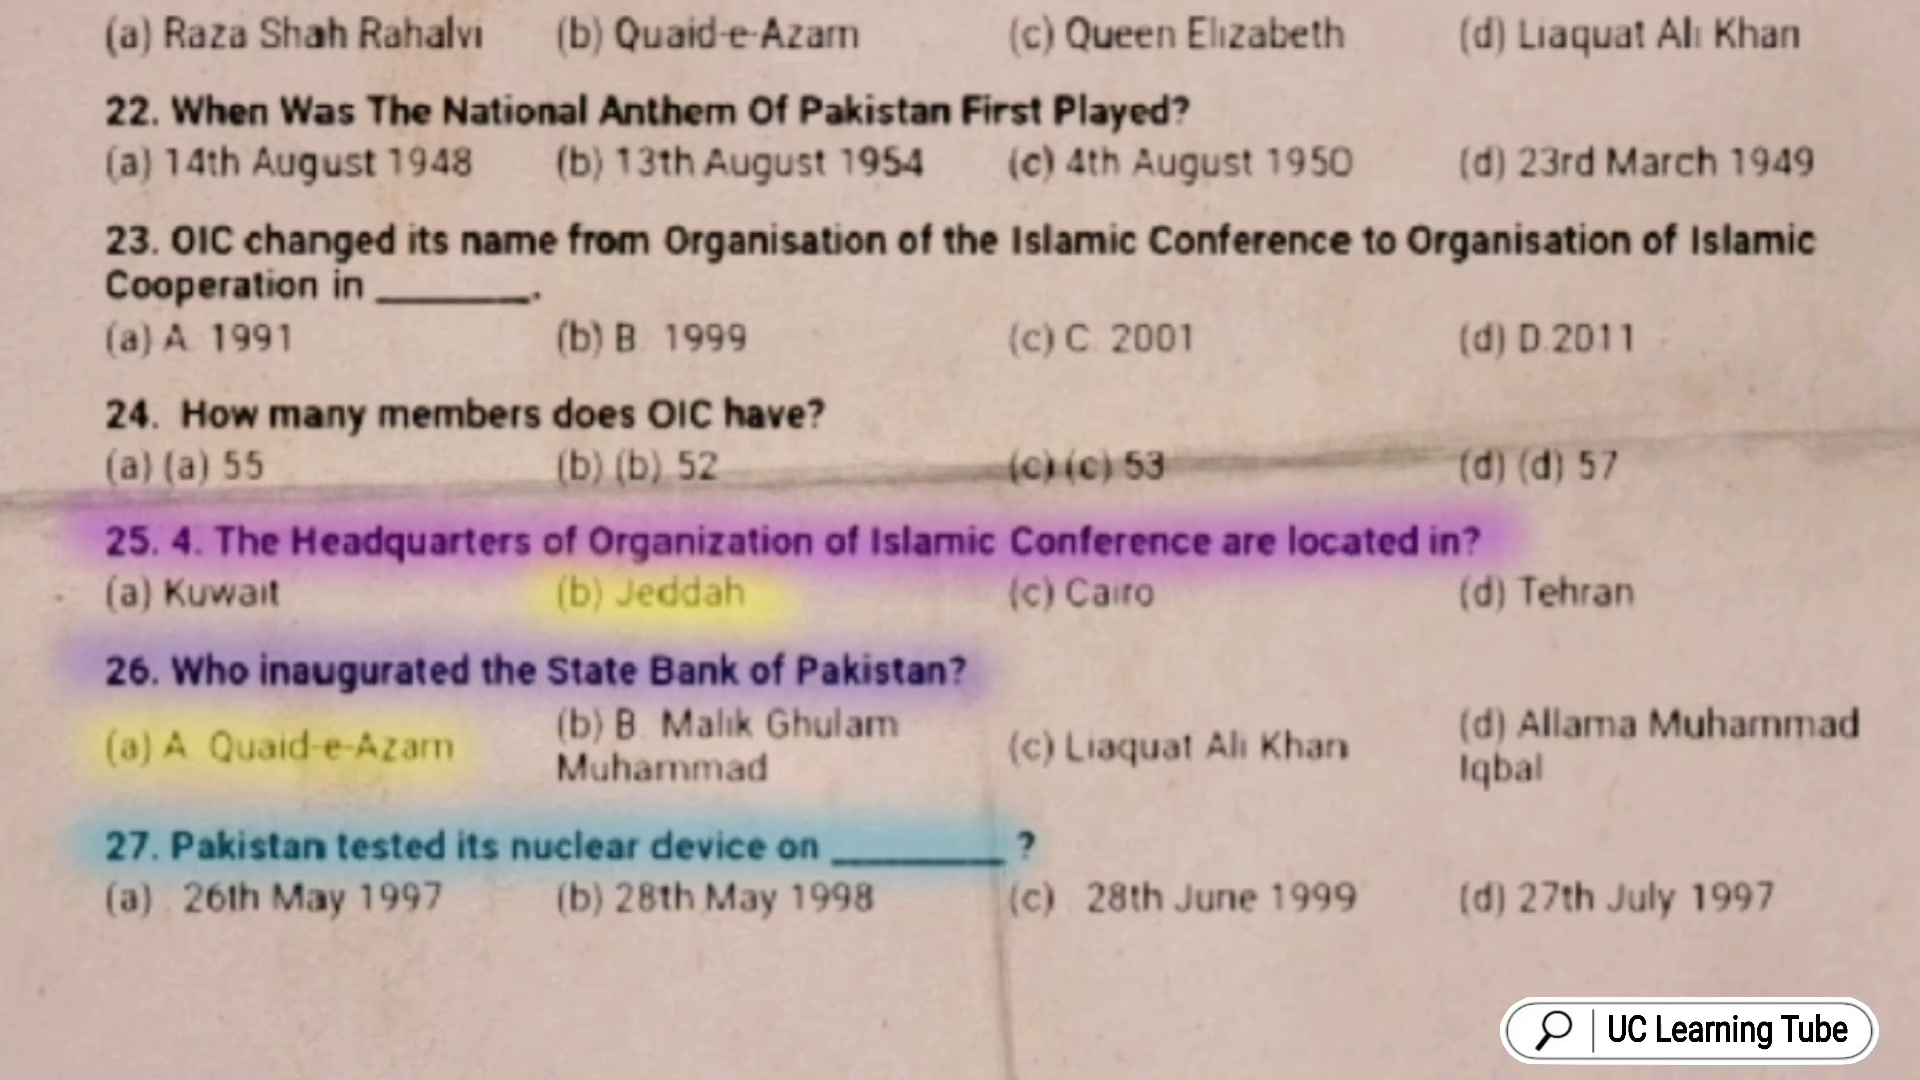 (a) Raza Shah Rahalvi (b) Quaid-e-Azam (c) Queen Elizabeth (d) Liaquat Ali Khan
22. When Was The National Anthem Of Pakistan First Played?
(a) 14th August 1948 (b) 13th August 1954 (c) 4th August 1950 (d) 23rd March 1949
23. OIC changed its name from Organisation of the Islamic Conference to Organisation of Islamic
Cooperation in ________.
(a) A. 1991 (b) B. 1999 (c) C. 2001 (d) D.2011
24. How many members does OIC have?
(a) (a) 55 (b) (b) 52 (c) (c) 53 (d) (d) 57
25. 4. The Headquarters of Organization of Islamic Conference are located in?
(a) Kuwait (b) Jeddah (c) Cairo (d) Tehran
26. Who inaugurated the State Bank of Pakistan?
(a) A. Quaid-e-Azam (b) B. Malik Ghulam Muhammad (c) Liaquat Ali Khan (d) Allama Muhammad Iqbal
27. Pakistan tested its nuclear device on _________ ?
(a) 26th May 1997 (b) 28th May 1998 (c) 28th June 1999 (d) 27th July 1997
UC Learning Tube